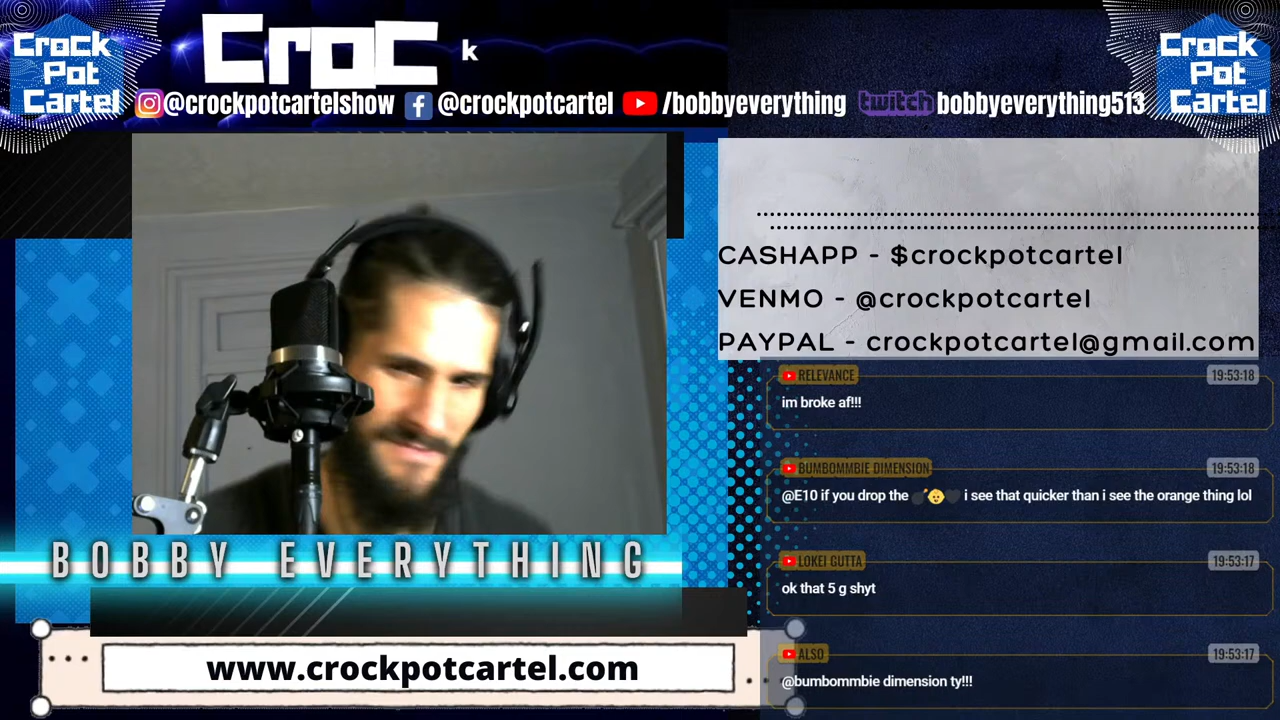 Crock
Pot
Cartel
Croc k
Crock
Pot
Cartel
@crockpotcartelshow @crockpotcartel /bobbyeverything twitch bobbyeverything513
CASHAPP - $crockpotcartel
VENMO - @crockpotcartel
PAYPAL - crockpotcartel@gmail.com
RELEVANCE 19:53:18
im broke af!!!
BUMBOMMBIE DIMENSION 19:53:18
@E10 if you drop the 🖤👶🖤 i see that quicker than i see the orange thing lol
LOKEI GUTTA 19:53:17
ok that 5 g shyt
ALSO 19:53:17
@bumbommbie dimension ty!!!
BOBBY EVERYTHING
www.crockpotcartel.com